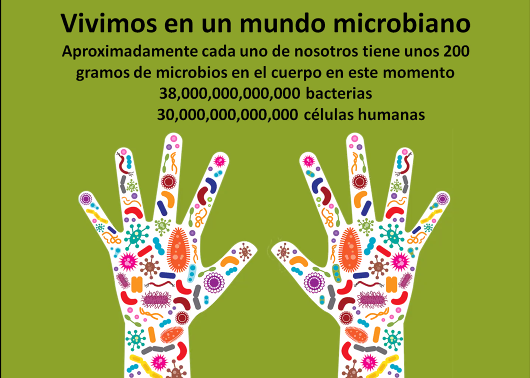 Vivimos en un mundo microbiano
Aproximadamente cada uno de nosotros tiene unos 200
gramos de microbios en el cuerpo en este momento
38,000,000,000,000 bacterias
30,000,000,000,000 células humanas